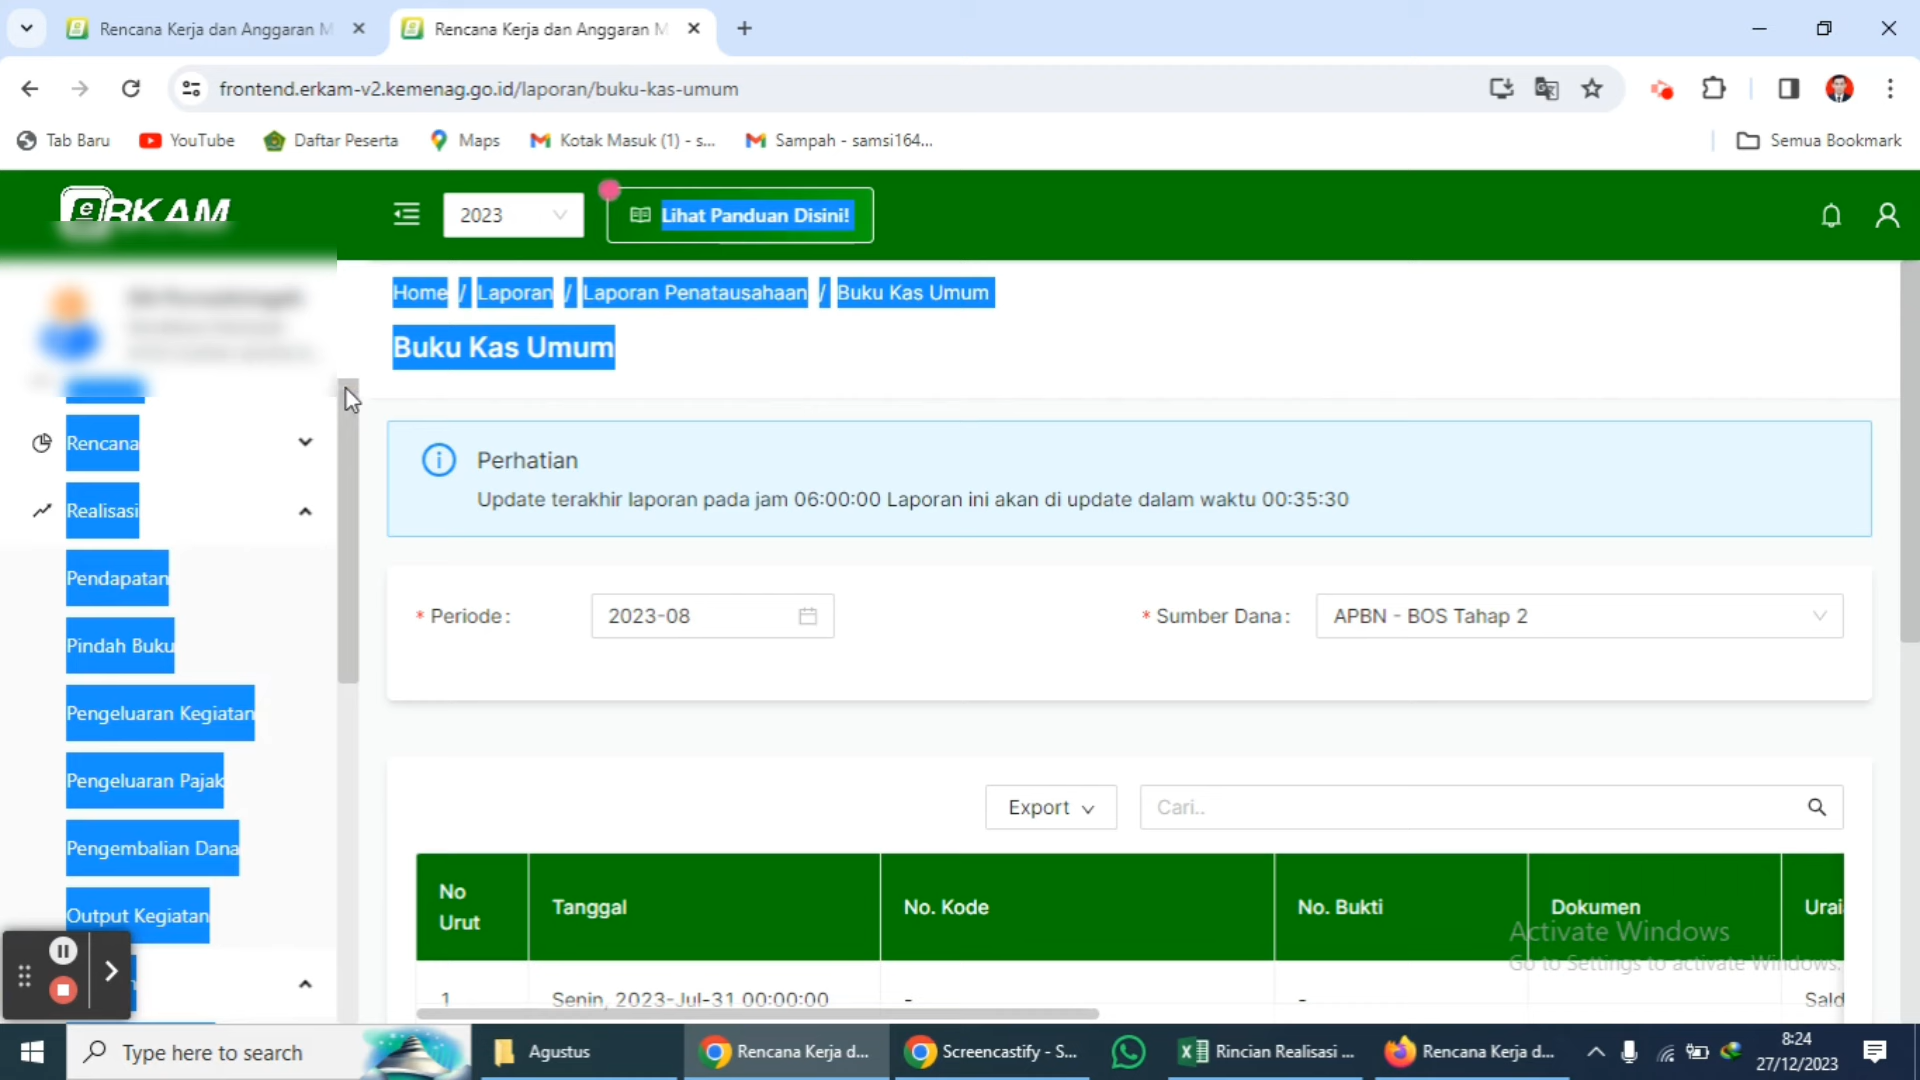 Rencana Kerja dan Anggaran M
Rencana Kerja dan Anggaran M
frontend.erkam-v2.kemenag.go.id/laporan/buku-kas-umum
Tab Baru
YouTube
Daftar Peserta
Maps
Kotak Masuk (1) - s...
Sampah - samsi164...
Semua Bookmark
eRKAM
2023
Lihat Panduan Disini!
Home / Laporan / Laporan Penatausahaan / Buku Kas Umum
Buku Kas Umum
Rencana
Realisasi
Pendapatan
Pindah Buku
Pengeluaran Kegiatan
Pengeluaran Pajak
Pengembalian Dana
Output Kegiatan
Perhatian
Update terakhir laporan pada jam 06:00:00 Laporan ini akan di update dalam waktu 00:35:30
* Periode :
2023-08
* Sumber Dana :
APBN - BOS Tahap 2
Export
Cari..
No Urut
Tanggal
No. Kode
No. Bukti
Dokumen
Urai
1
Senin, 2023-Jul-31 00:00:00
-
-
Sald
Activate Windows
Go to Settings to activate Windows.
Type here to search
Agustus
Rencana Kerja d...
Screencastify - S...
Rincian Realisasi ...
Rencana Kerja d...
8:24
27/12/2023